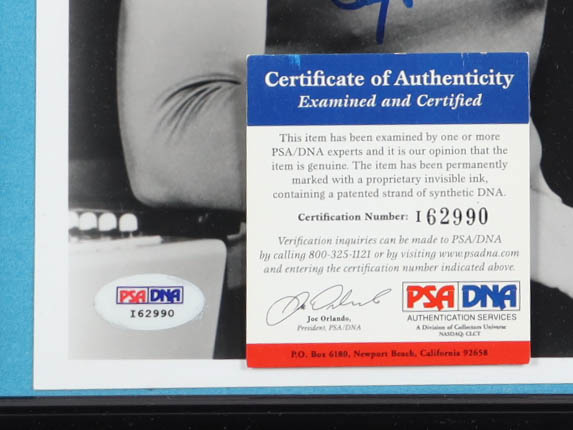 Certificate of Authenticity
Examined and Certified
This item has been examined by one or more
PSA/DNA experts and it is our opinion that the
item is genuine. The item has been permanently
marked with a proprietary invisible ink,
containing a patented strand of synthetic DNA.
Certification Number: I62990
Verification inquiries can be made to PSA/DNA
by calling 800-325-1121 or by visiting www.psadna.com
and entering the certification number indicated above.
Joe Orlando,
President, PSA/DNA
PSA DNA
AUTHENTICATION SERVICES
A Division of Collectors Universe
NASDAQ: CLCT
P.O. Box 6180, Newport Beach, California 92658
PSA DNA
I62990